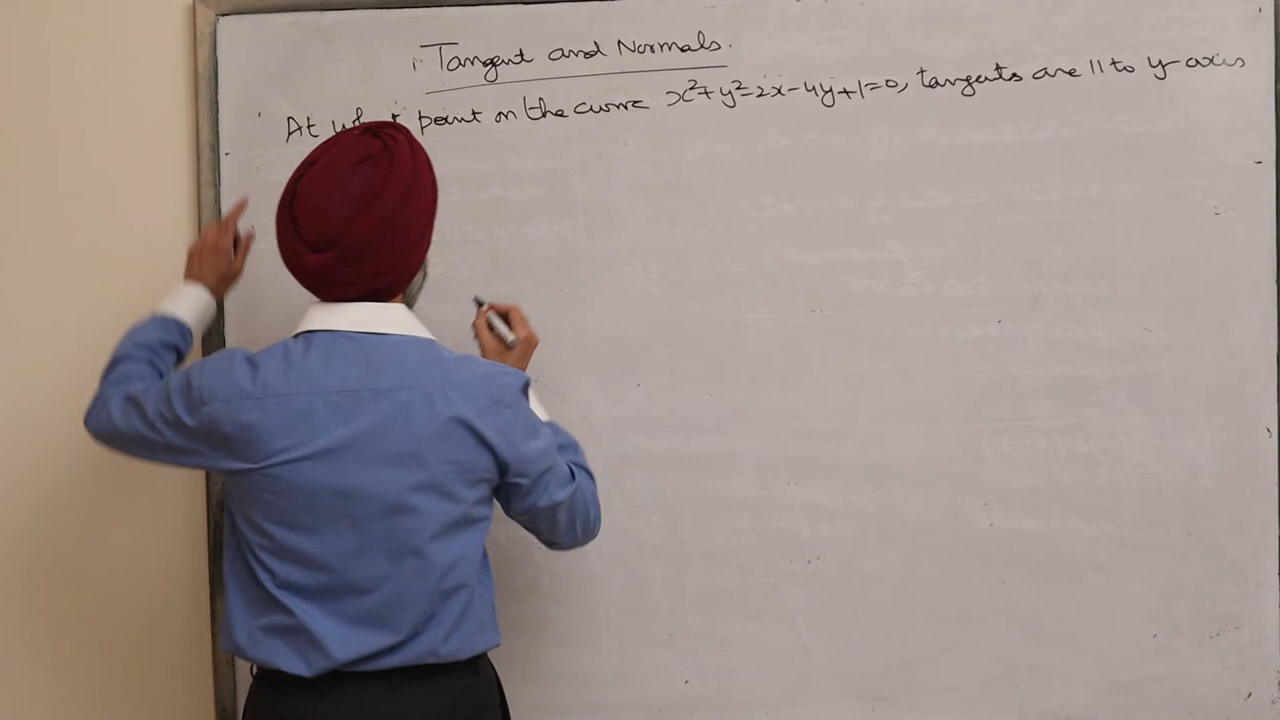 Tangent and Normals.
At point on the curve x²+y²-2x-4y+1=0, tangents are || to y-axis